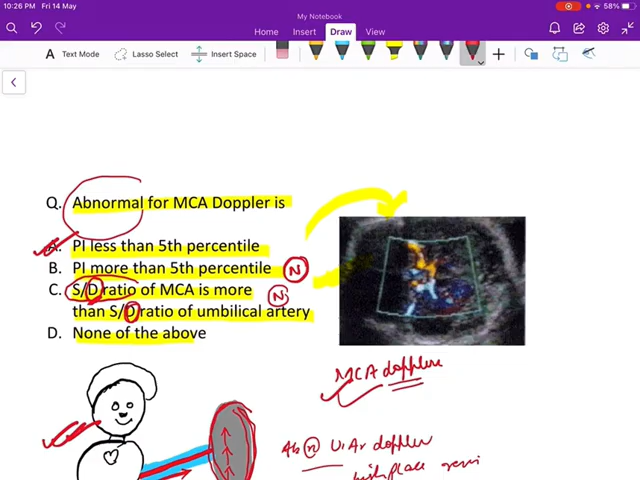 10:26 PM Fri 14 May
58%
My Notebook
Home Insert Draw View
A Text Mode Lasso Select Insert Space
Q. Abnormal for MCA Doppler is
A. PI less than 5th percentile
B. PI more than 5th percentile N
C. S/D ratio of MCA is more N
than S/D ratio of umbilical artery
D. None of the above
MCA doppler
Ab n U. Ar doppler
high place